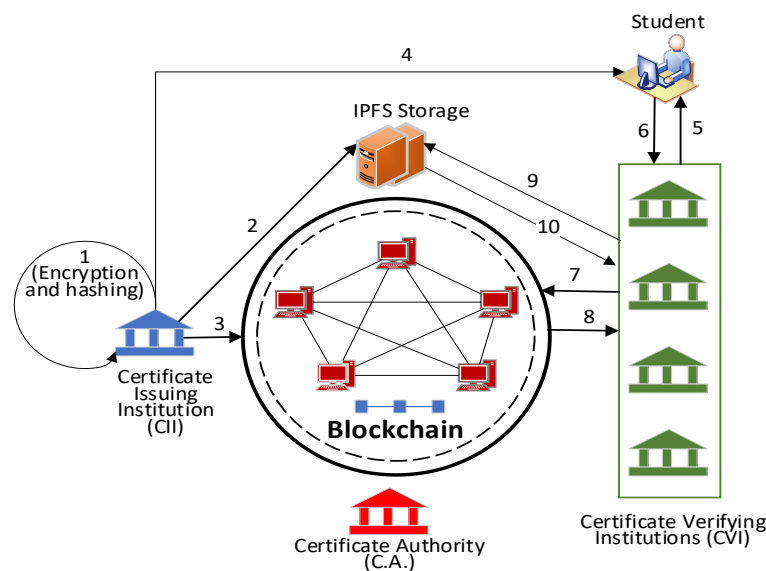 Student
4
IPFS Storage
6
5
2
9
10
1
(Encryption
and hashing)
7
3
8
Certificate
Issuing
Institution
(CII)
Blockchain
Certificate Authority
(C.A.)
Certificate Verifying
Institutions (CVI)